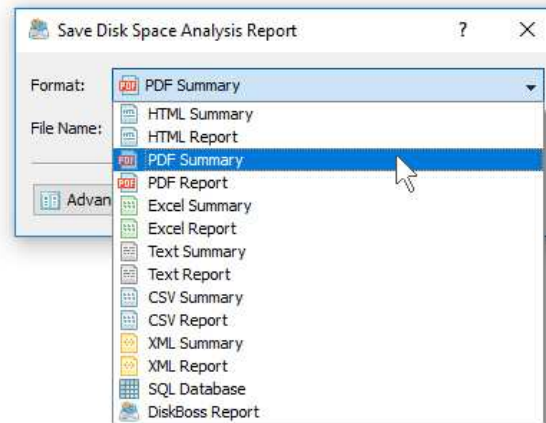 Save Disk Space Analysis Report ?
Format: PDF Summary
File Name:
Advan
HTML Summary
HTML Report
PDF Summary
PDF Report
Excel Summary
Excel Report
Text Summary
Text Report
CSV Summary
CSV Report
XML Summary
XML Report
SQL Database
DiskBoss Report